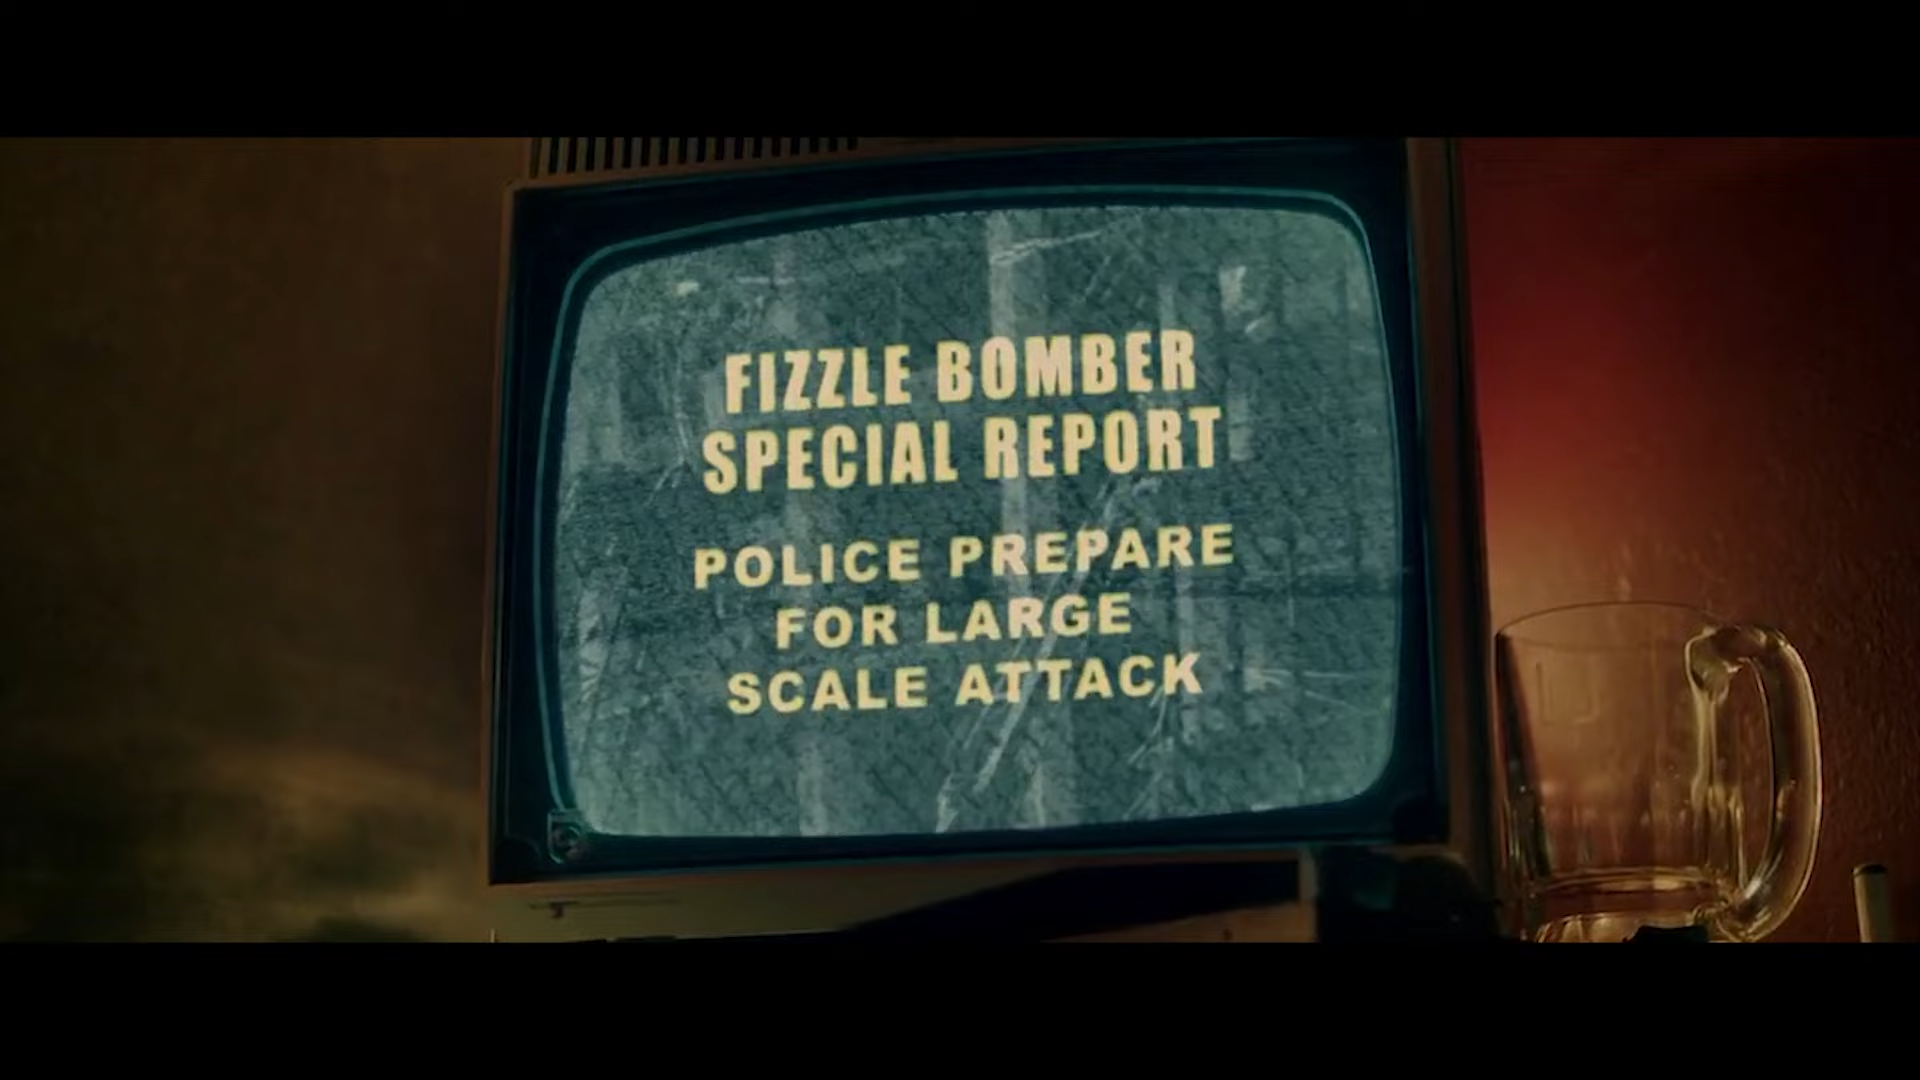 FIZZLE BOMBER
SPECIAL REPORT
POLICE PREPARE
FOR LARGE
SCALE ATTACK